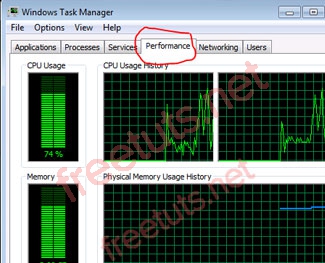 Windows Task Manager
File Options View Help
Applications Processes Services Performance Networking Users
CPU Usage CPU Usage History
74 %
Memory Physical Memory Usage History
freetuts.net
freetuts.net